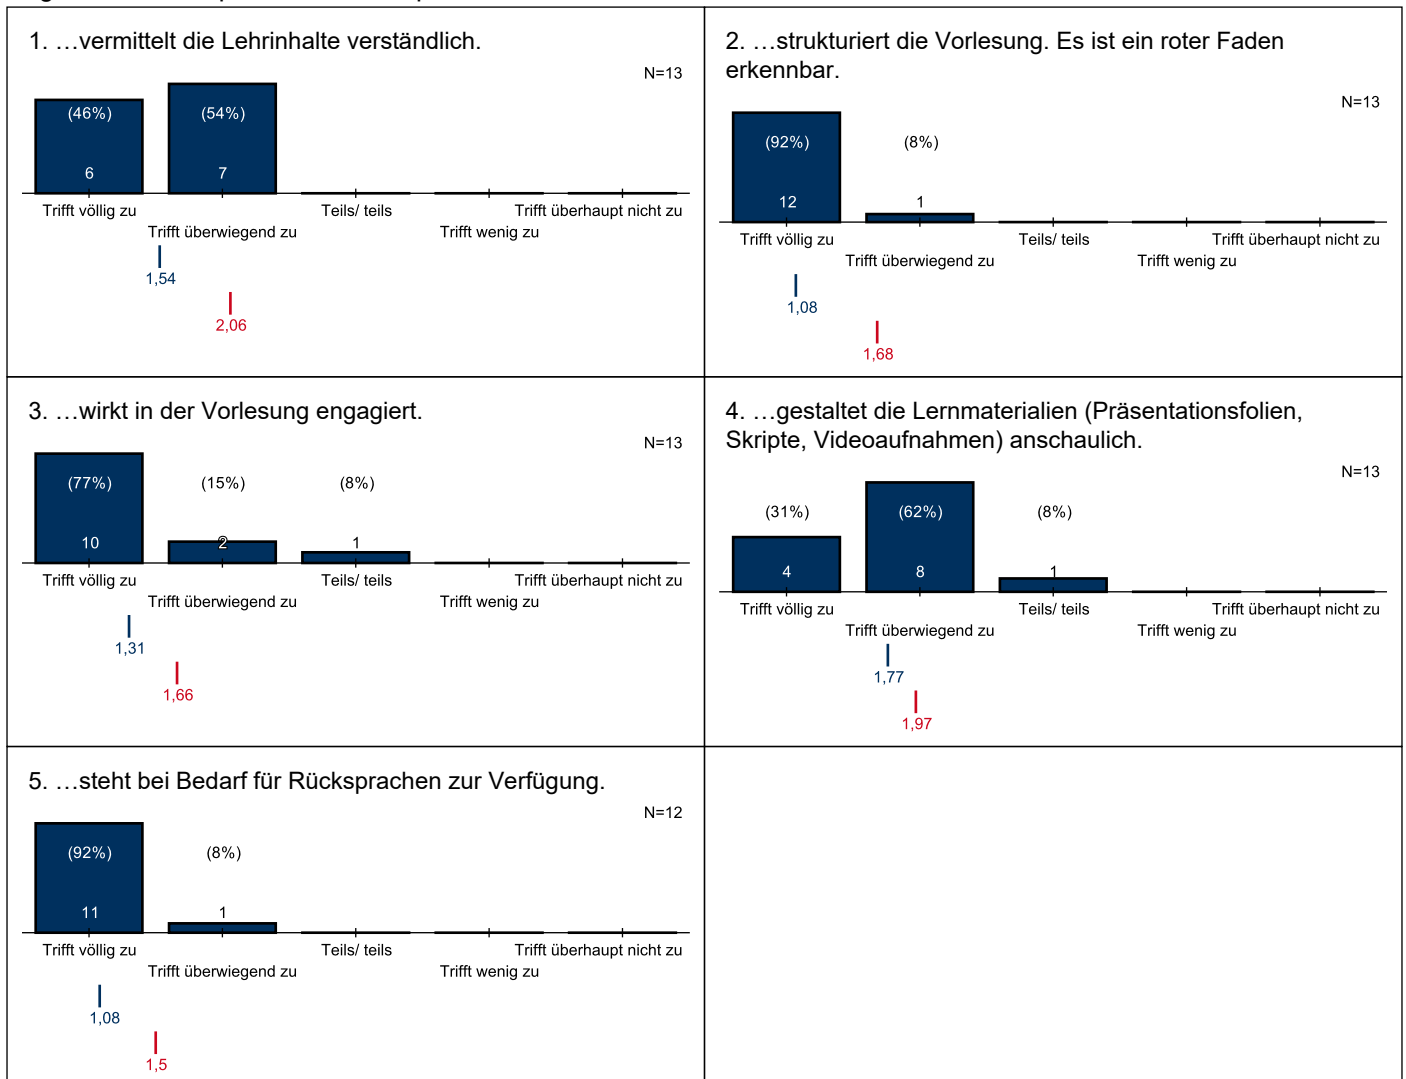 1. …vermittelt die Lehrinhalte verständlich.
N=13
(46%) (54%)
6 7
Trifft völlig zu Teils/ teils Trifft überhaupt nicht zu
Trifft überwiegend zu Trifft wenig zu
1,54
2,06
2. …strukturiert die Vorlesung. Es ist ein roter Faden
erkennbar.
N=13
(92%) (8%)
12 1
Trifft völlig zu Teils/ teils Trifft überhaupt nicht zu
Trifft überwiegend zu Trifft wenig zu
1,08
1,68
3. …wirkt in der Vorlesung engagiert.
N=13
(77%) (15%) (8%)
10 2 1
Trifft völlig zu Teils/ teils Trifft überhaupt nicht zu
Trifft überwiegend zu Trifft wenig zu
1,31
1,66
4. …gestaltet die Lernmaterialien (Präsentationsfolien,
Skripte, Videoaufnahmen) anschaulich.
N=13
(31%) (62%) (8%)
4 8 1
Trifft völlig zu Teils/ teils Trifft überhaupt nicht zu
Trifft überwiegend zu Trifft wenig zu
1,77
1,97
5. …steht bei Bedarf für Rücksprachen zur Verfügung.
N=12
(92%) (8%)
11 1
Trifft völlig zu Teils/ teils Trifft überhaupt nicht zu
Trifft überwiegend zu Trifft wenig zu
1,08
1,5